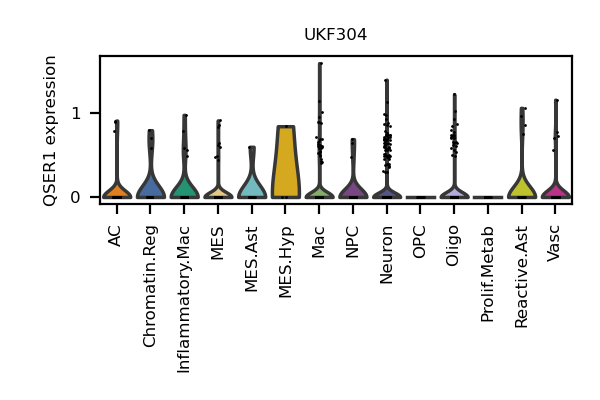 UKF304
QSER1 expression
1
0
AC
Chromatin.Reg
Inflammatory.Mac
MES
MES.Ast
MES.Hyp
Mac
NPC
Neuron
OPC
Oligo
Prolif.Metab
Reactive.Ast
Vasc